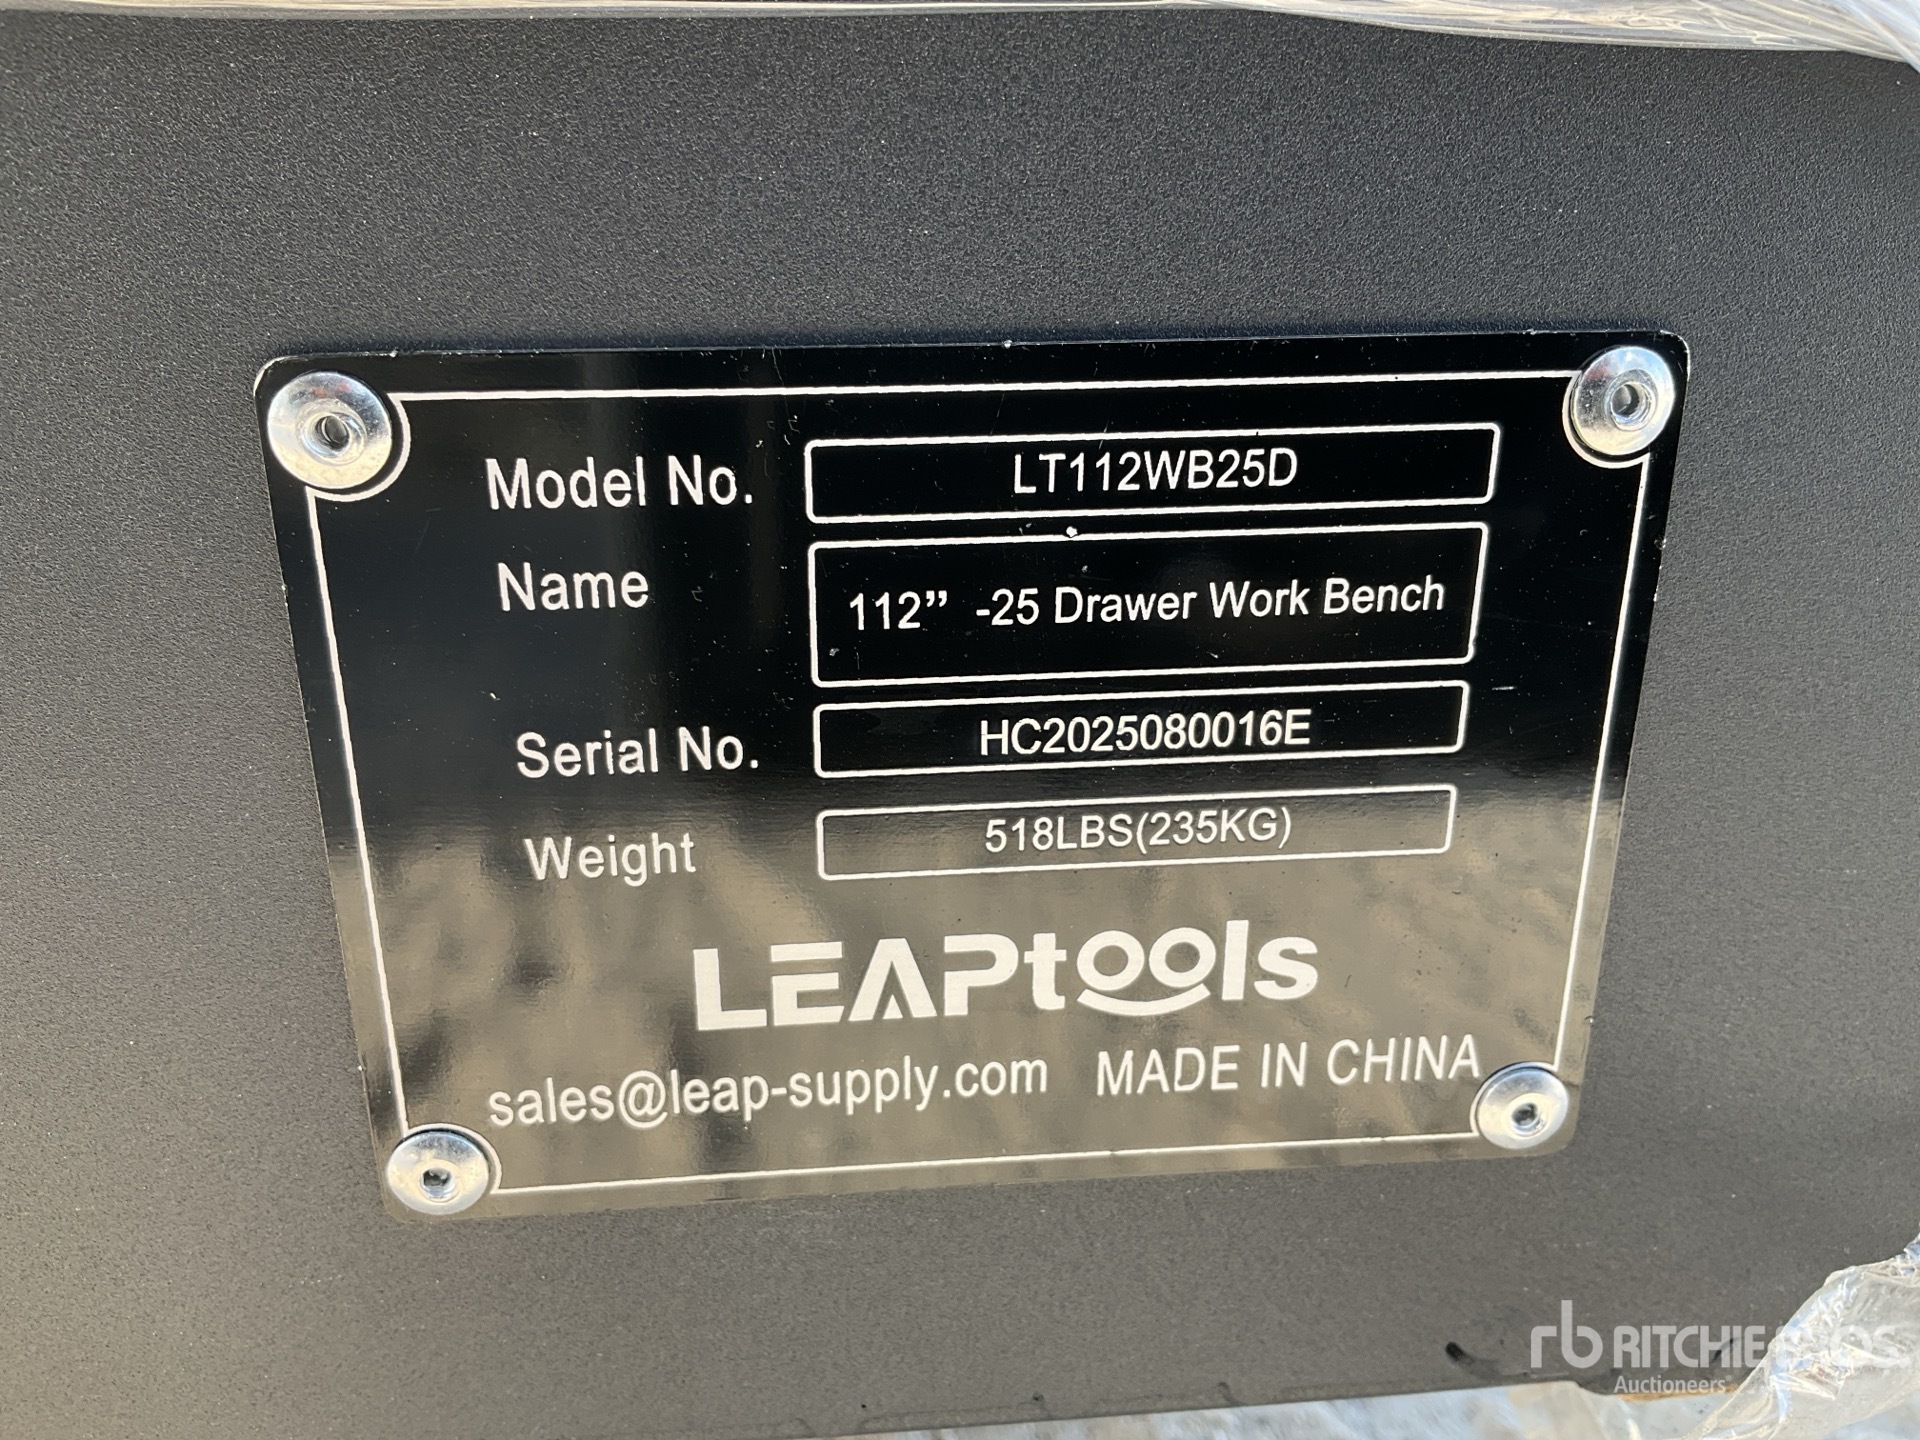 Model No. LT112WB25D
Name 112” -25 Drawer Work Bench
Serial No. HC2025080016E
Weight 518LBS(235KG)
LEAPtools
sales@leap-supply.com MADE IN CHINA
rb RITCHIE BROS
Auctioneers